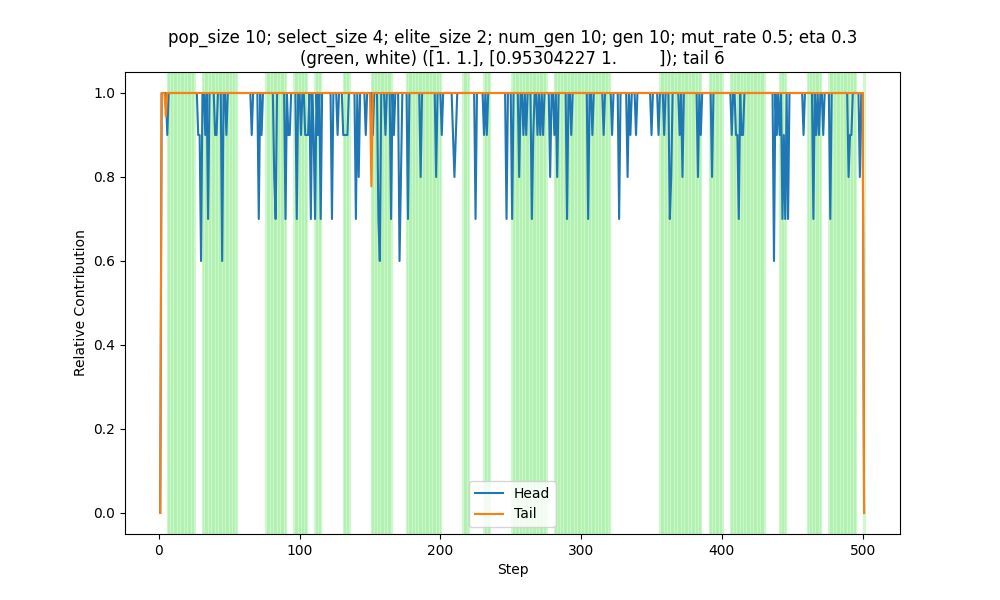 pop_size 10; select_size 4; elite_size 2; num_gen 10; gen 10; mut_rate 0.5; eta 0.3
(green, white) ([1. 1.], [0.95304227 1.         ]); tail 6
1.0
0.8
0.6
0.4
0.2
0.0
Relative Contribution
Head
Tail
0 100 200 300 400 500
Step